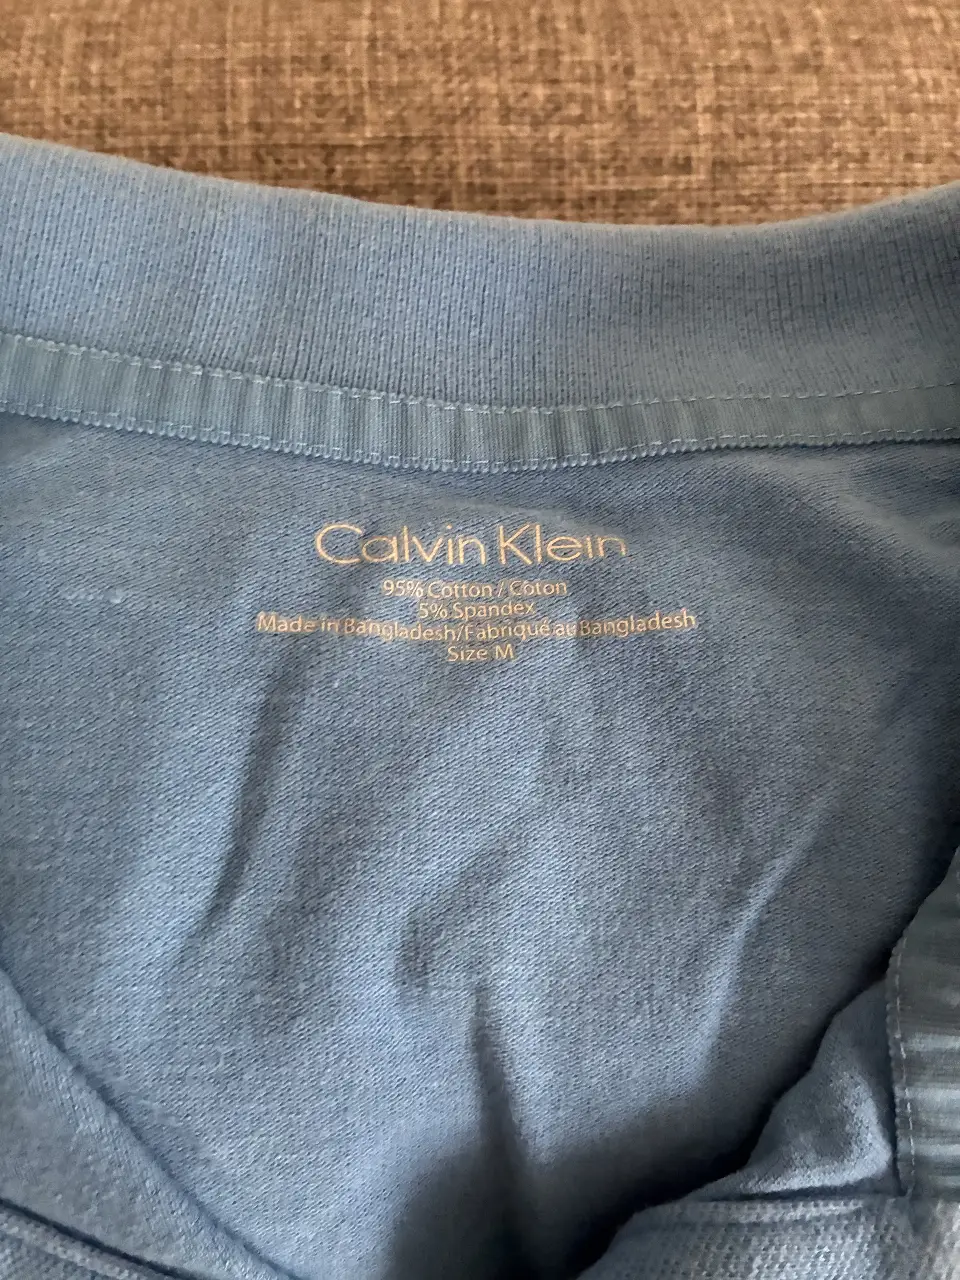 Calvin Klein
95% Cotton / Coton
5% Spandex
Made in Bangladesh/Fabriqué au Bangladesh
Size M